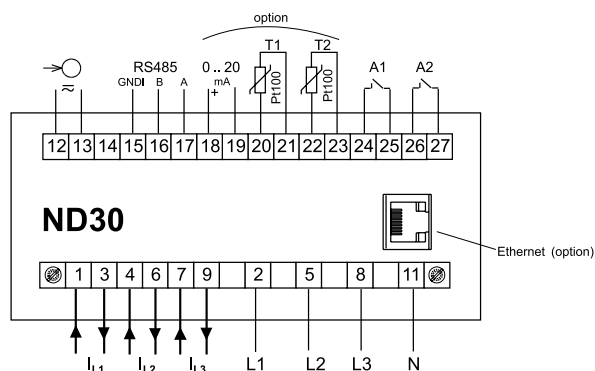 option
RS485
0 .. 20
T1
T2
A1
A2
GNDI B A
mA
+
Pt100
Pt100
12 13 14 15 16 17 18 19 20 21 22 23 24 25 26 27
ND30
Ethernet (option)
1 3 4 6 7 9 2 5 8 11
IL1 IL2 IL3 L1 L2 L3 N